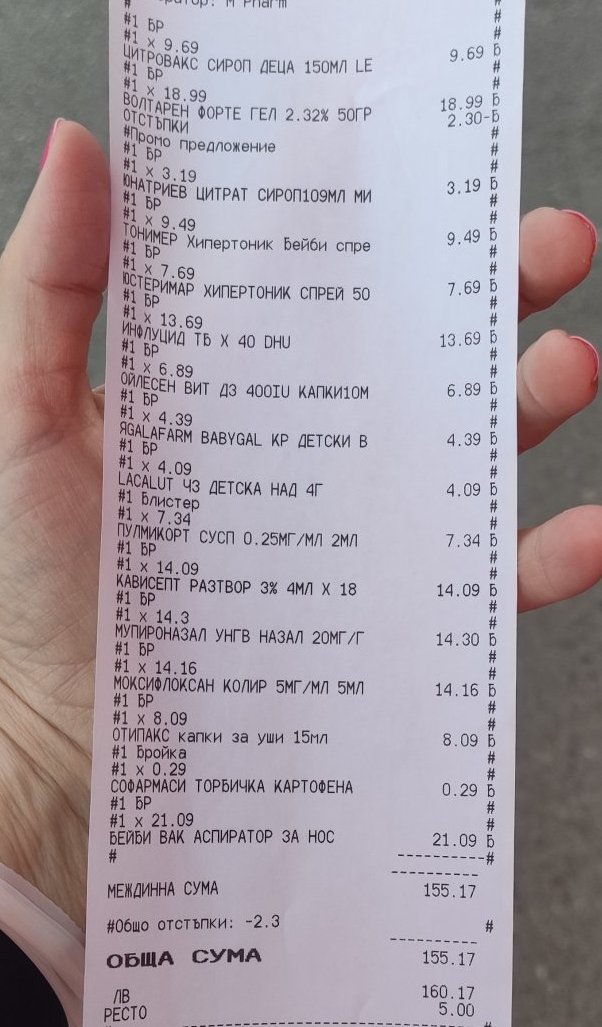 #1 БР
#1 x 9.69
ЦИТРОВАКС СИРОП ДЕЦА 150МЛ LE 9.69 Б
#1 БР
#1 x 18.99
ВОЛТАРЕН ФОРТЕ ГЕЛ 2.32% 50ГР 18.99 Б
ОТСТЪПКИ 2.30-Б
#Промо предложение
#1 БР
#1 x 3.19
ЮНАТРИЕВ ЦИТРАТ СИРОП109МЛ МИ 3.19 Б
#1 БР
#1 x 9.49
ТОНИМЕР Хипертоник Бейби спре 9.49 Б
#1 БР
#1 x 7.69
ЮСТЕРИМАР ХИПЕРТОНИК СПРЕЙ 50 7.69 Б
#1 БР
#1 x 13.69
ИНФЛУЦИД ТБ X 40 DHU 13.69 Б
#1 БР
#1 x 6.89
ОЙЛЕСЕН ВИТ Д3 400IU КАПКИ10М 6.89 Б
#1 БР
#1 x 4.39
ЯGALAFARM BABYGAL КР ДЕТСКИ В 4.39 Б
#1 БР
#1 x 4.09
LACALUT ЧЗ ДЕТСКА НАД 4Г 4.09 Б
#1 Блистер
#1 x 7.34
ПУЛМИКОРТ СУСП 0.25МГ/МЛ 2МЛ 7.34 Б
#1 БР
#1 x 14.09
КАВИСЕПТ РАЗТВОР 3% 4МЛ X 18 14.09 Б
#1 БР
#1 x 14.3
МУПИРОНАЗАЛ УНГВ НАЗАЛ 20МГ/Г 14.30 Б
#1 БР
#1 x 14.16
МОКСИФЛОКСАН КОЛИР 5МГ/МЛ 5МЛ 14.16 Б
#1 БР
#1 x 8.09
ОТИПАКС капки за уши 15мл 8.09 Б
#1 Бройка
#1 x 0.29
СОФАРМАСИ ТОРБИЧКА КАРТОФЕНА 0.29 Б
#1 БР
#1 x 21.09
БЕЙБИ ВАК АСПИРАТОР ЗА НОС 21.09 Б
МЕЖДИННА СУМА 155.17
#Общо отстъпки: -2.3 #
ОБЩА СУМА 155.17
ЛВ 160.17
РЕСТО 5.00